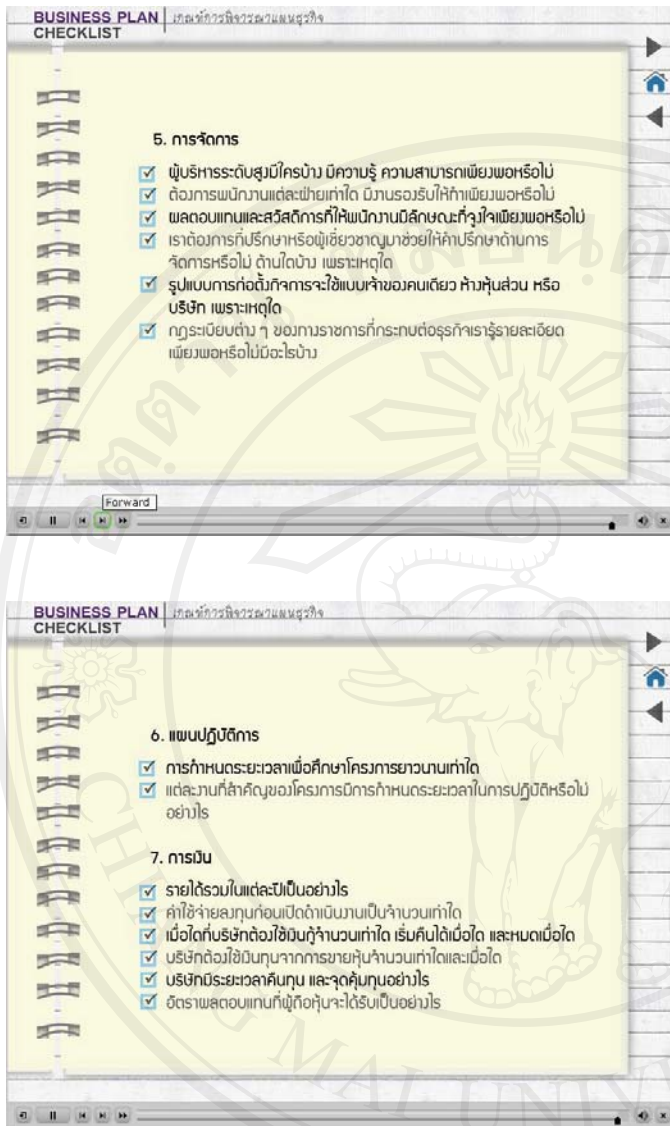 BUSINESS PLAN เกณฑ์การพิจารณาแผนธุรกิจ
CHECKLIST
5. การจัดการ
ผู้บริหารระดับสูงมีใครบ้าง มีความรู้ ความสามารถเพียงพอหรือไม่
ต้องการพนักงานแต่ละฝ่ายเท่าใด มีงานรองรับให้ทำเพียงพอหรือไม่
ผลตอบแทนและสวัสดิการที่ให้พนักงานมีลักษณะที่จูงใจเพียงพอหรือไม่
เราต้องการที่ปรึกษาหรือผู้เชี่ยวชาญมาช่วยให้คำปรึกษาด้านการ
จัดการหรือไม่ ด้านใดบ้าง เพราะเหตุใด
รูปแบบการก่อตั้งกิจการจะใช้แบบเจ้าของคนเดียว ห้างหุ้นส่วน หรือ
บริษัท เพราะเหตุใด
กฎระเบียบต่าง ๆ ของทางราชการที่กระทบต่อธุรกิจเรารู้รายละเอียด
เพียงพอหรือไม่มีอะไรบ้าง
Forward
BUSINESS PLAN เกณฑ์การพิจารณาแผนธุรกิจ
CHECKLIST
6. แผนปฏิบัติการ
การกำหนดระยะเวลาเพื่อศึกษาโครงการยาวนานเท่าใด
แต่ละงานที่สำคัญของโครงการมีการกำหนดระยะเวลาในการปฏิบัติหรือไม่
อย่างไร
7. การเงิน
รายได้รวมในแต่ละปีเป็นอย่างไร
ค่าใช้จ่ายลงทุนก่อนเปิดดำเนินงานเป็นจำนวนเท่าใด
เมื่อใดที่บริษัทต้องใช้เงินกู้จำนวนเท่าใด เริ่มคืนได้เมื่อใด และหมดเมื่อใด
บริษัทต้องใช้เงินทุนจากการขายหุ้นจำนวนเท่าใดและเมื่อใด
บริษัทมีระยะเวลาคืนทุน และจุดคุ้มทุนอย่างไร
อัตราผลตอบแทนที่ผู้ถือหุ้นจะได้รับเป็นอย่างไร